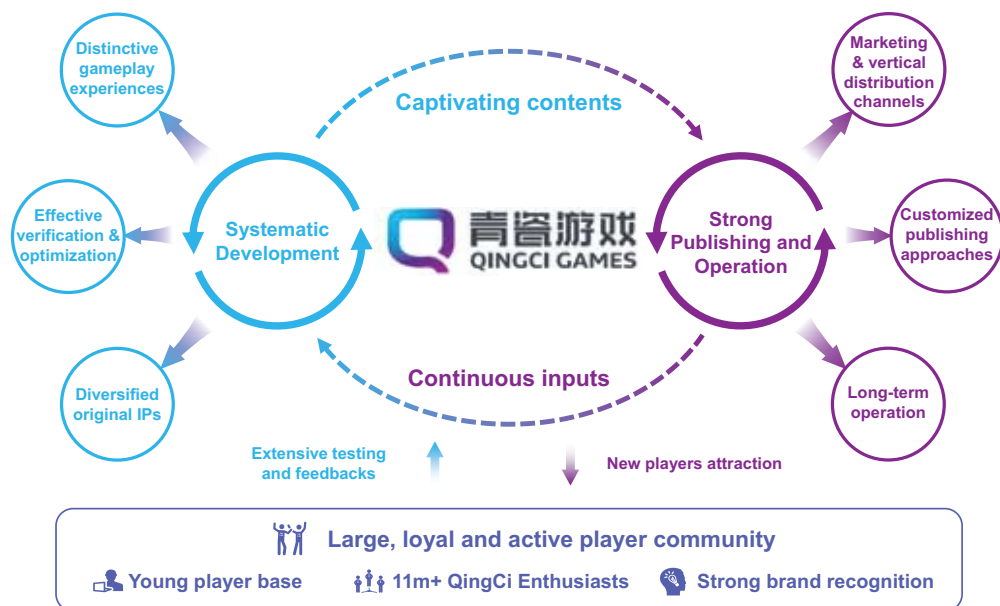 Distinctive
gameplay
experiences
Effective
verification &
optimization
Diversified
original IPs
Systematic
Development
Captivating contents
青瓷游戏
QINGCI GAMES
Continuous inputs
Strong
Publishing and
Operation
Marketing
& vertical
distribution
channels
Customized
publishing
approaches
Long-term
operation
Extensive testing
and feedbacks
New players attraction
Large, loyal and active player community
Young player base
11m+ QingCi Enthusiasts
Strong brand recognition